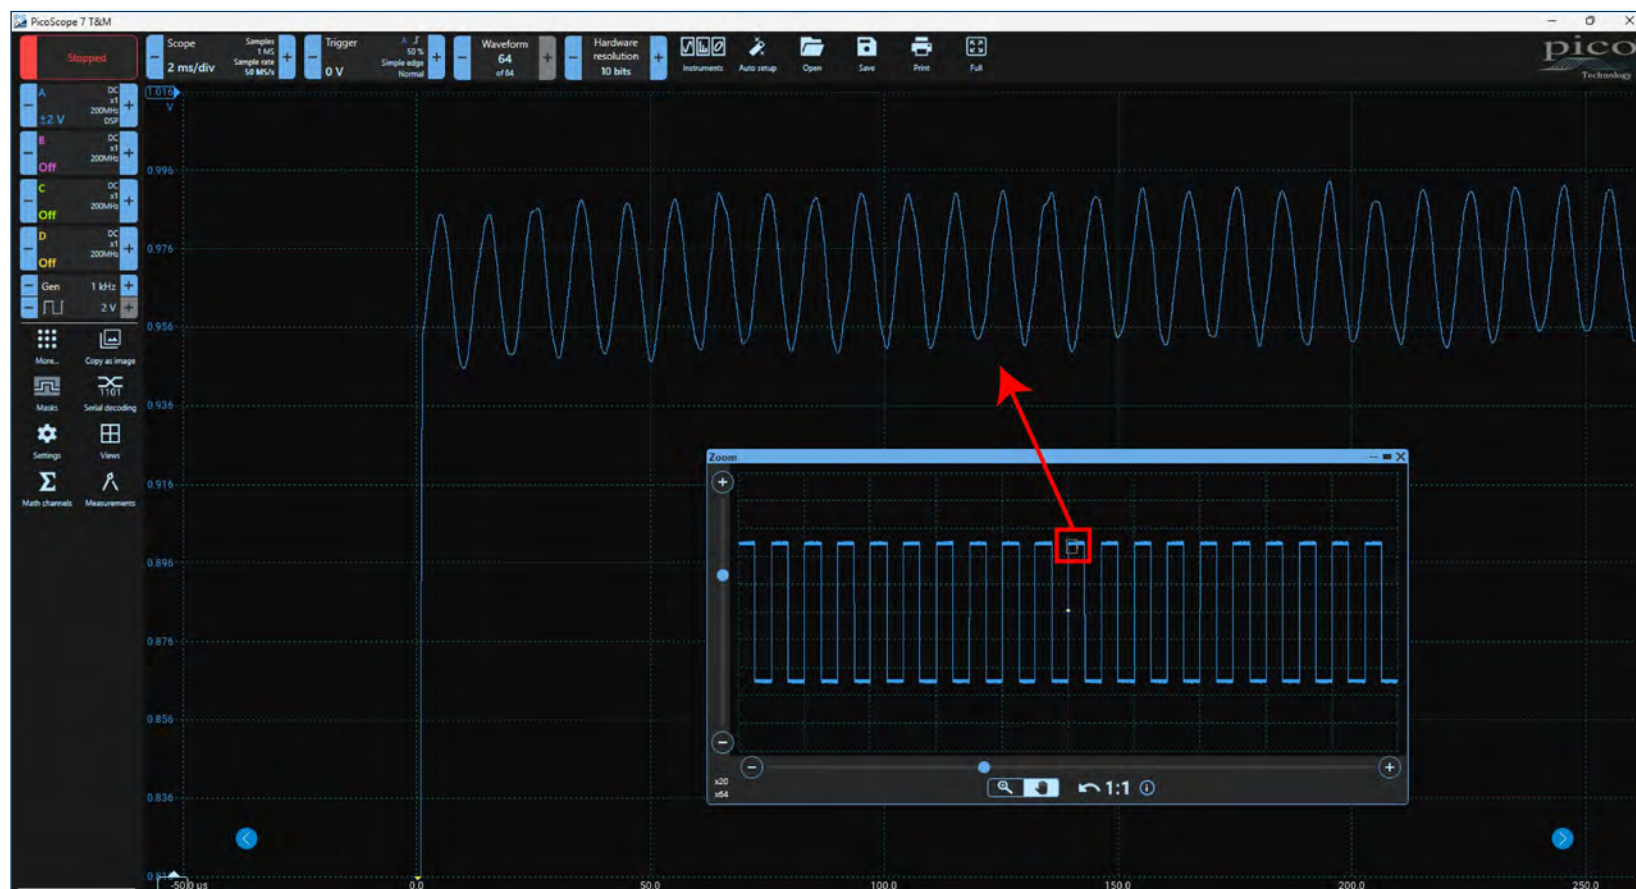 PicoScope 7 T&M
Stopped
Scope
2 ms/div
Samples
1 MS
Sample rate
50 MS/s
Trigger
0 V
A
50 %
Simple edge
Normal
Waveform
64
of 64
Hardware
resolution
10 bits
Instruments
Auto setup
Open
Save
Print
Full
pico
Technology
A
±2 V
DC
x1
200MHz
DSP
B
Off
DC
x1
200MHz
C
Off
DC
x1
200MHz
D
Off
DC
x1
200MHz
Gen
1 kHz
2 V
More...
Copy as image
Masks
1101
Serial decoding
Settings
Views
Math channels
Measurements
1.016
V
0.996
0.976
0.956
0.936
0.916
0.896
0.876
0.856
0.836
Zoom
x20
x64
1:1
-50.0 us
0.0
50.0
100.0
150.0
200.0
250.0